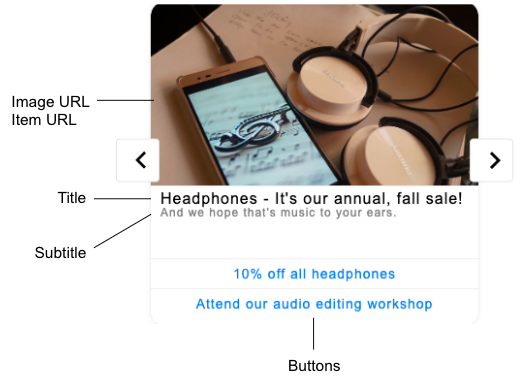 Image URL
Item URL
Title
Headphones - It's our annual, fall sale!
And we hope that's music to your ears.
Subtitle
10% off all headphones
Attend our audio editing workshop
Buttons